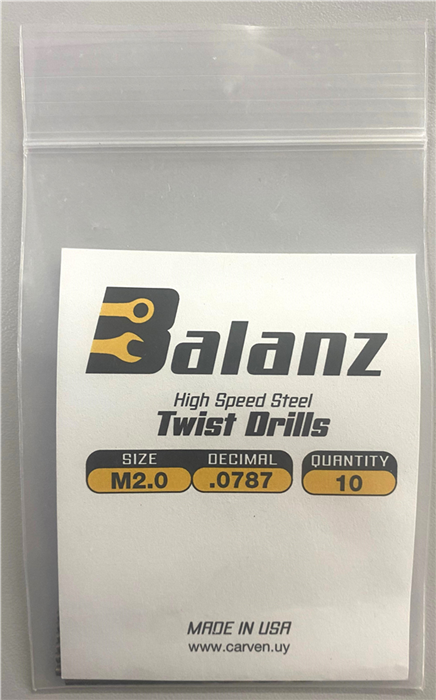 Balanz
High Speed Steel
Twist Drills
SIZE DECIMAL QUANTITY
M2.0 .0787 10
MADE IN USA
www.carven.uy